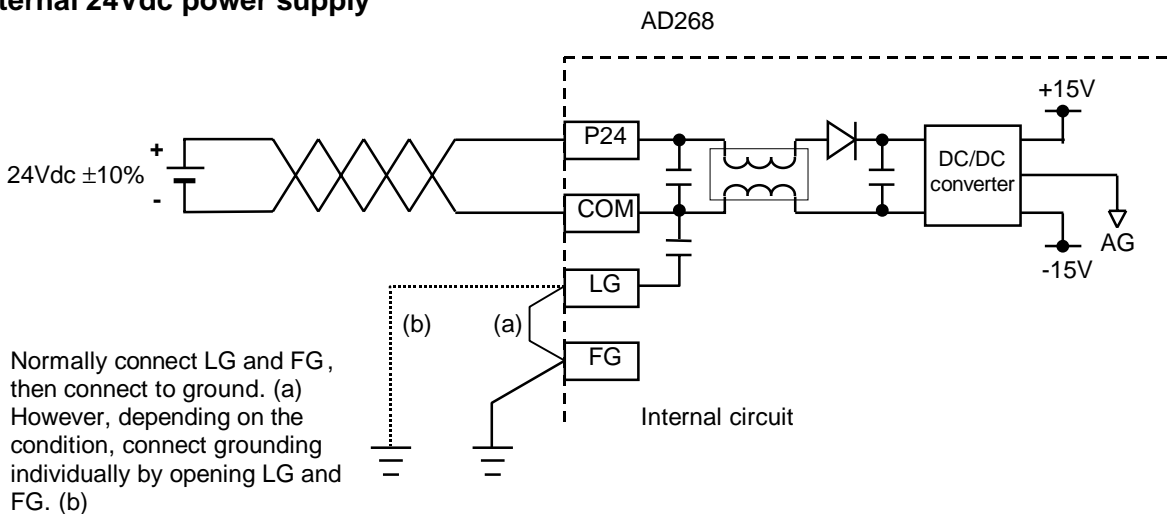 ternal 24Vdc power supply
AD268
+15V
P24
+
24Vdc ±10%
DC/DC
converter
-
COM
AG
-15V
LG
(b)
(a)
FG
Normally connect LG and FG,
then connect to ground. (a)
However, depending on the
condition, connect grounding
individually by opening LG and
FG. (b)
Internal circuit